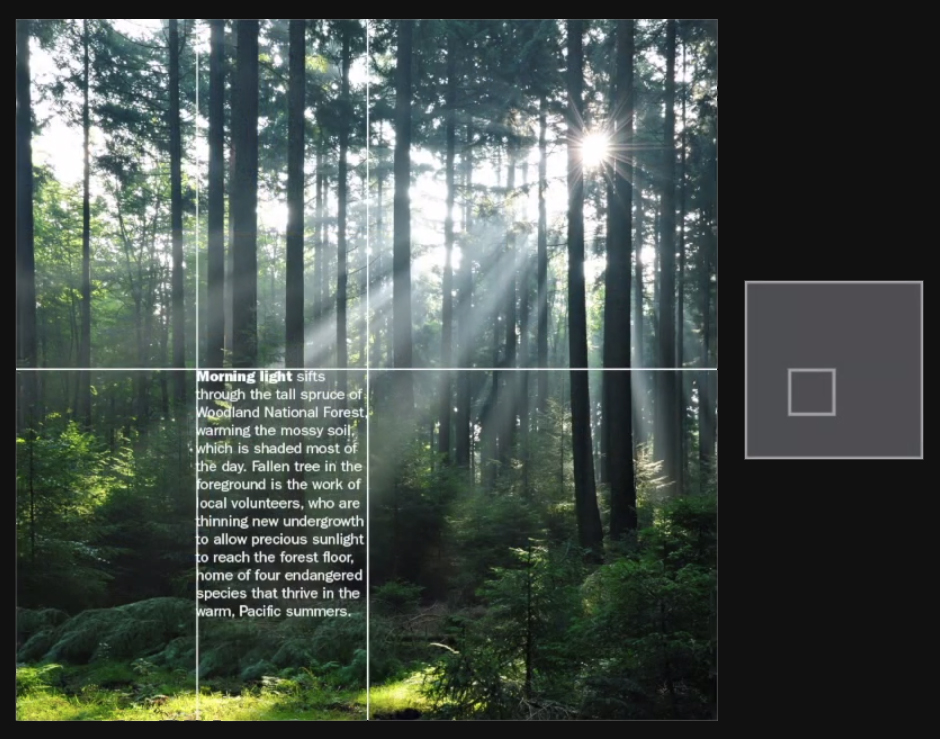 Morning light sifts
through the tall spruce of
Woodland National Forest,
warming the mossy soil,
which is shaded most of
the day. Fallen tree in the
foreground is the work of
local volunteers, who are
thinning new undergrowth
to allow precious sunlight
to reach the forest floor,
home of four endangered
species that thrive in the
warm, Pacific summers.